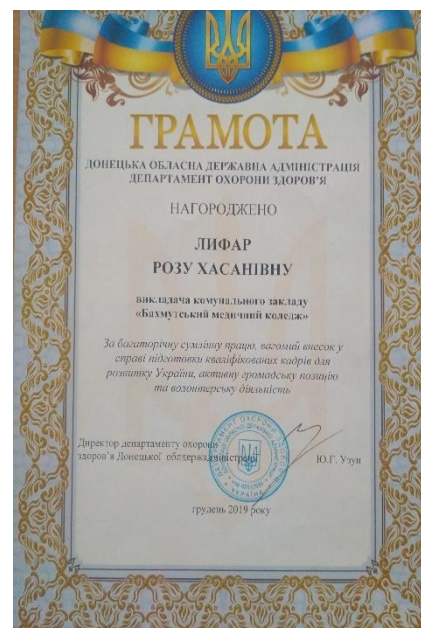 ГРАМОТА
ДОНЕЦЬКА ОБЛАСНА ДЕРЖАВНА АДМІНІСТРАЦІЯ
ДЕПАРТАМЕНТ ОХОРОНИ ЗДОРОВ'Я
НАГОРОДЖЕНО
ЛИФАР
РОЗУ ХАСАНІВНУ
викладача комунального закладу
«Бахмутський медичний коледж»
За багаторічну сумлінну працю, вагомий внесок у
справі підготовки кваліфікованих кадрів для
розвитку України, активну громадську позицію
та волонтерську діяльність
Директор департаменту охорони
здоров'я Донецької облдержадміністрації
Ю.Г. Узун
УКРАЇНА
грудень 2019 року